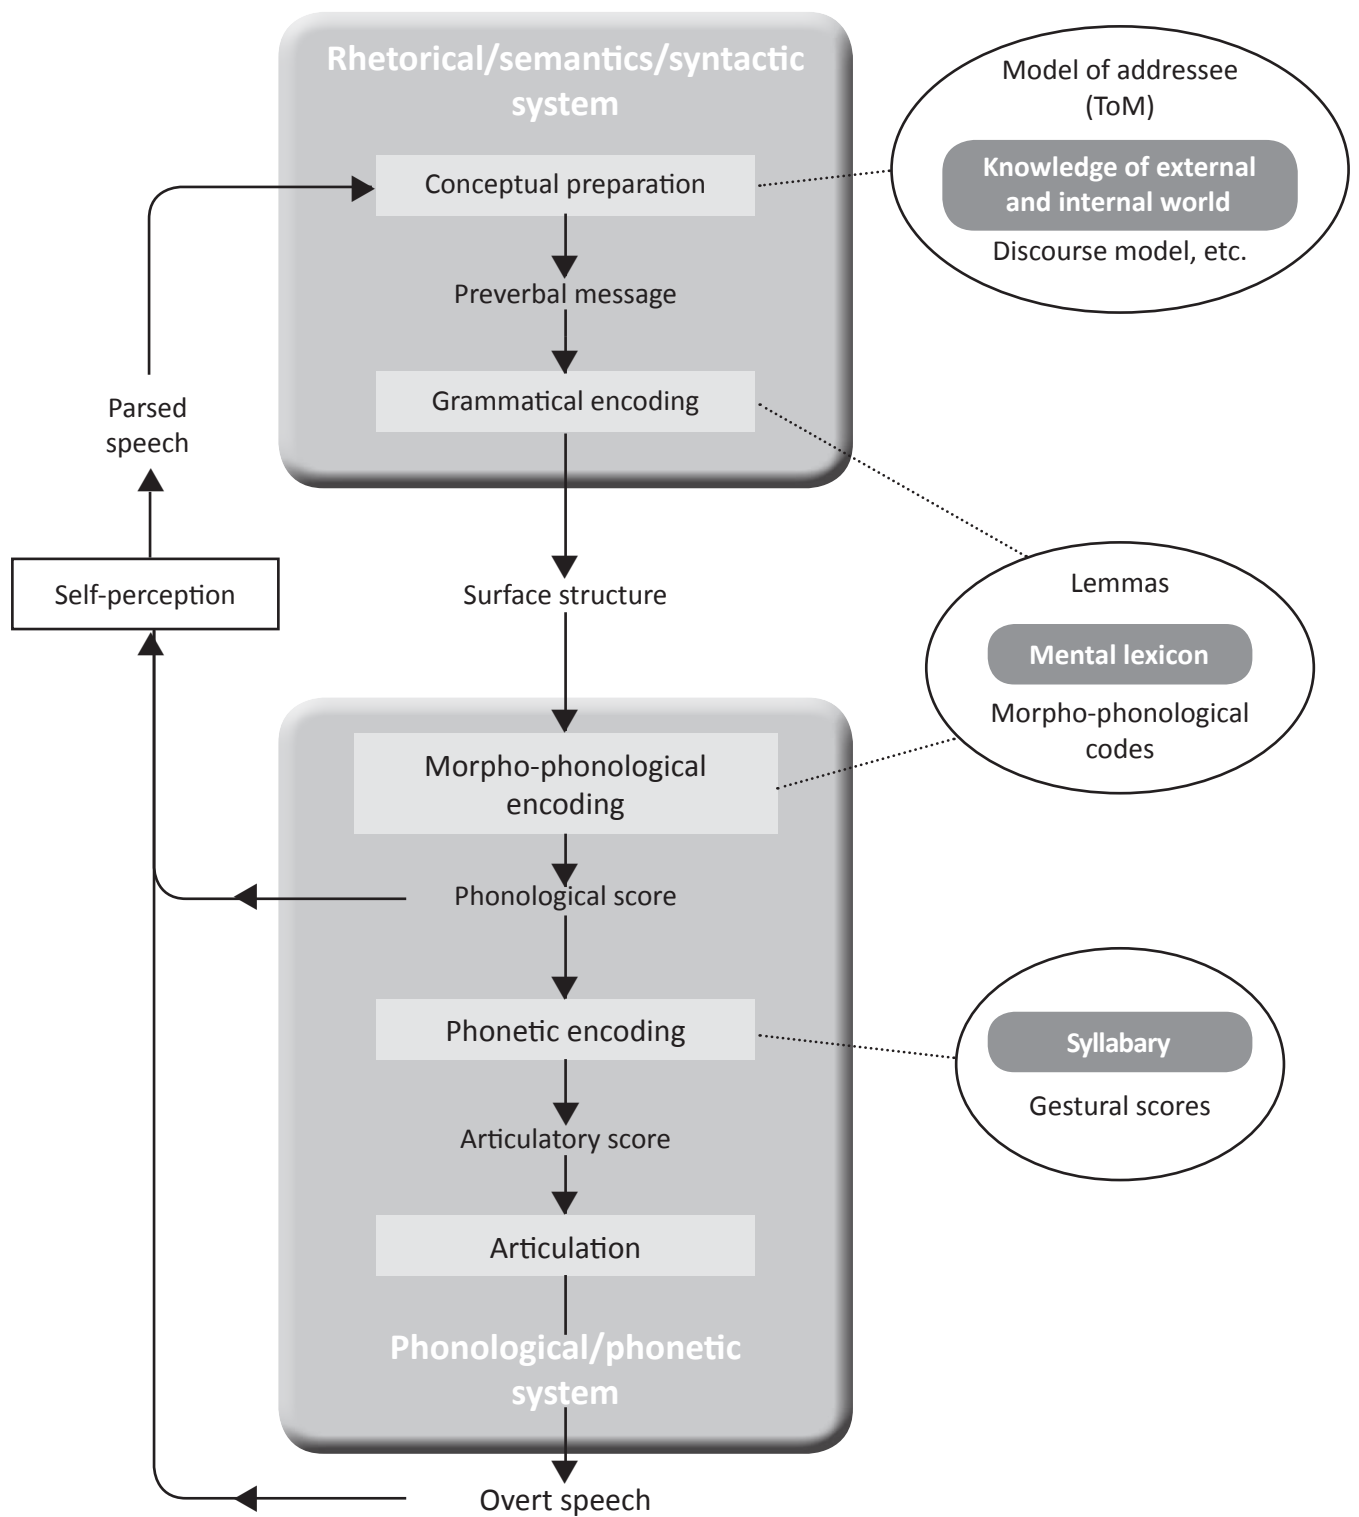 Rhetorical/semantics/syntactic
system
Conceptual preparation
Preverbal message
Grammatical encoding
Model of addressee
(ToM)
Knowledge of external
and internal world
Discourse model, etc.
Parsed
speech
Self-perception
Surface structure
Lemmas
Mental lexicon
Morpho-phonological
codes
Morpho-phonological
encoding
Phonological score
Phonetic encoding
Articulatory score
Articulation
Phonological/phonetic
system
Syllabary
Gestural scores
Overt speech